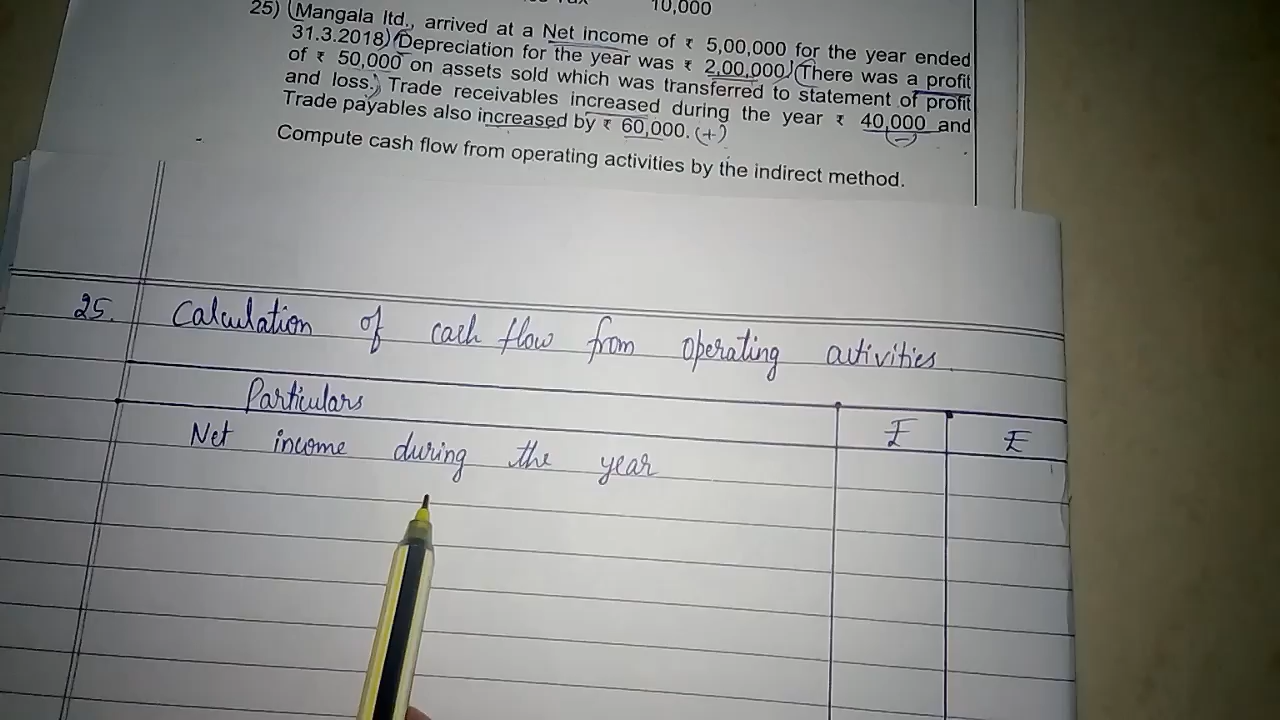 10,000
25) (Mangala ltd., arrived at a Net income of ₹ 5,00,000 for the year ended
31.3.2018) (Depreciation for the year was ₹ 2,00,000) (There was a profit
of ₹ 50,000 on assets sold which was transferred to statement of profit
and loss.) Trade receivables increased during the year ₹ 40,000 and
(-)
Trade payables also increased by ₹ 60,000. (+)
Compute cash flow from operating activities by the indirect method.
25. Calculation of cash flow from operating activities.
Particulars ₹ ₹
Net income during the year